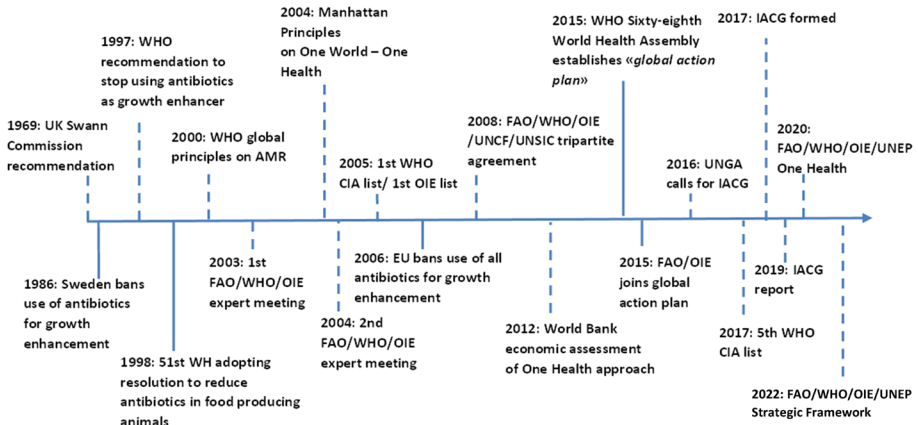 1969: UK Swann
Commission
recommendation
1997: WHO
recommendation to
stop using antibiotics
as growth enhancer
2000: WHO global
principles on AMR
2004: Manhattan
Principles
on One World – One
Health
2005: 1st WHO
CIA list/ 1st OIE list
2008: FAO/WHO/OIE
/UNCF/UNSIC tripartite
agreement
2015: WHO Sixty-eighth
World Health Assembly
establishes «global action
plan»
2016: UNGA
calls for IACG
2017: IACG formed
2020:
FAO/WHO/OIE/UNEP
One Health
1986: Sweden bans
use of antibiotics
for growth
enhancement
1998: 51st WH adopting
resolution to reduce
antibiotics in food producing
animals
2003: 1st
FAO/WHO/OIE
expert meeting
2004: 2nd
FAO/WHO/OIE
expert meeting
2006: EU bans use of all
antibiotics for growth
enhancement
2012: World Bank
economic assessment
of One Health approach
2015: FAO/OIE
joins global
action plan
2017: 5th WHO
CIA list
2019: IACG
report
2022: FAO/WHO/OIE/UNEP
Strategic Framework